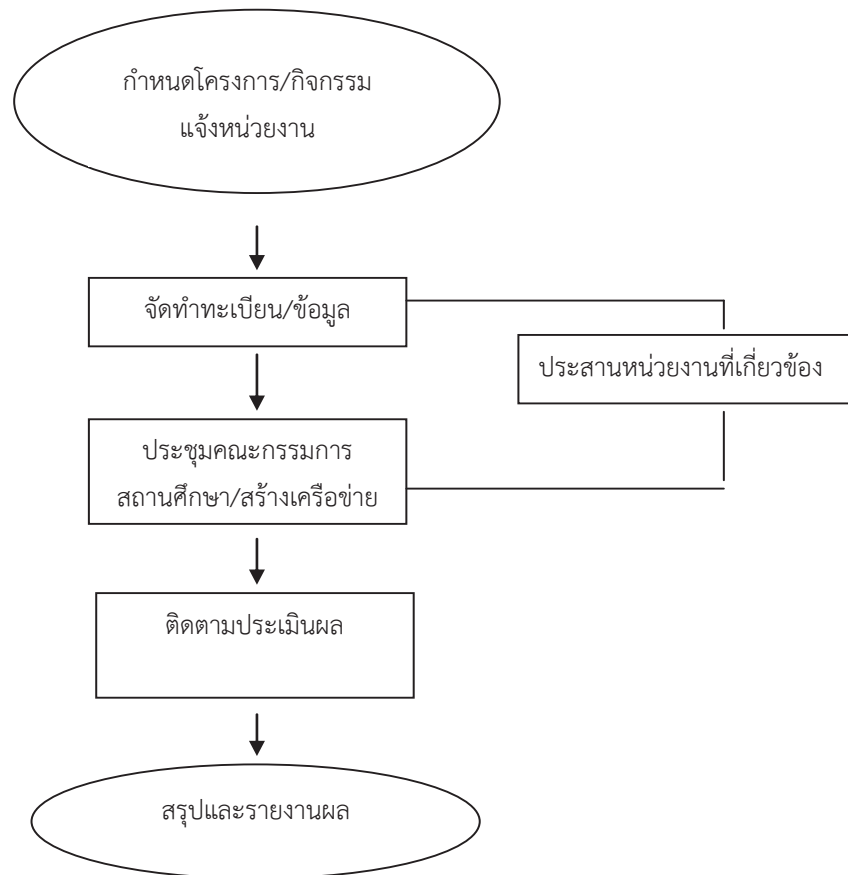 กำหนดโครงการ/กิจกรรม
แจ้งหน่วยงาน
จัดทำทะเบียน/ข้อมูล
ประสานหน่วยงานที่เกี่ยวข้อง
ประชุมคณะกรรมการ
สถานศึกษา/สร้างเครือข่าย
ติดตามประเมินผล
สรุปและรายงานผล